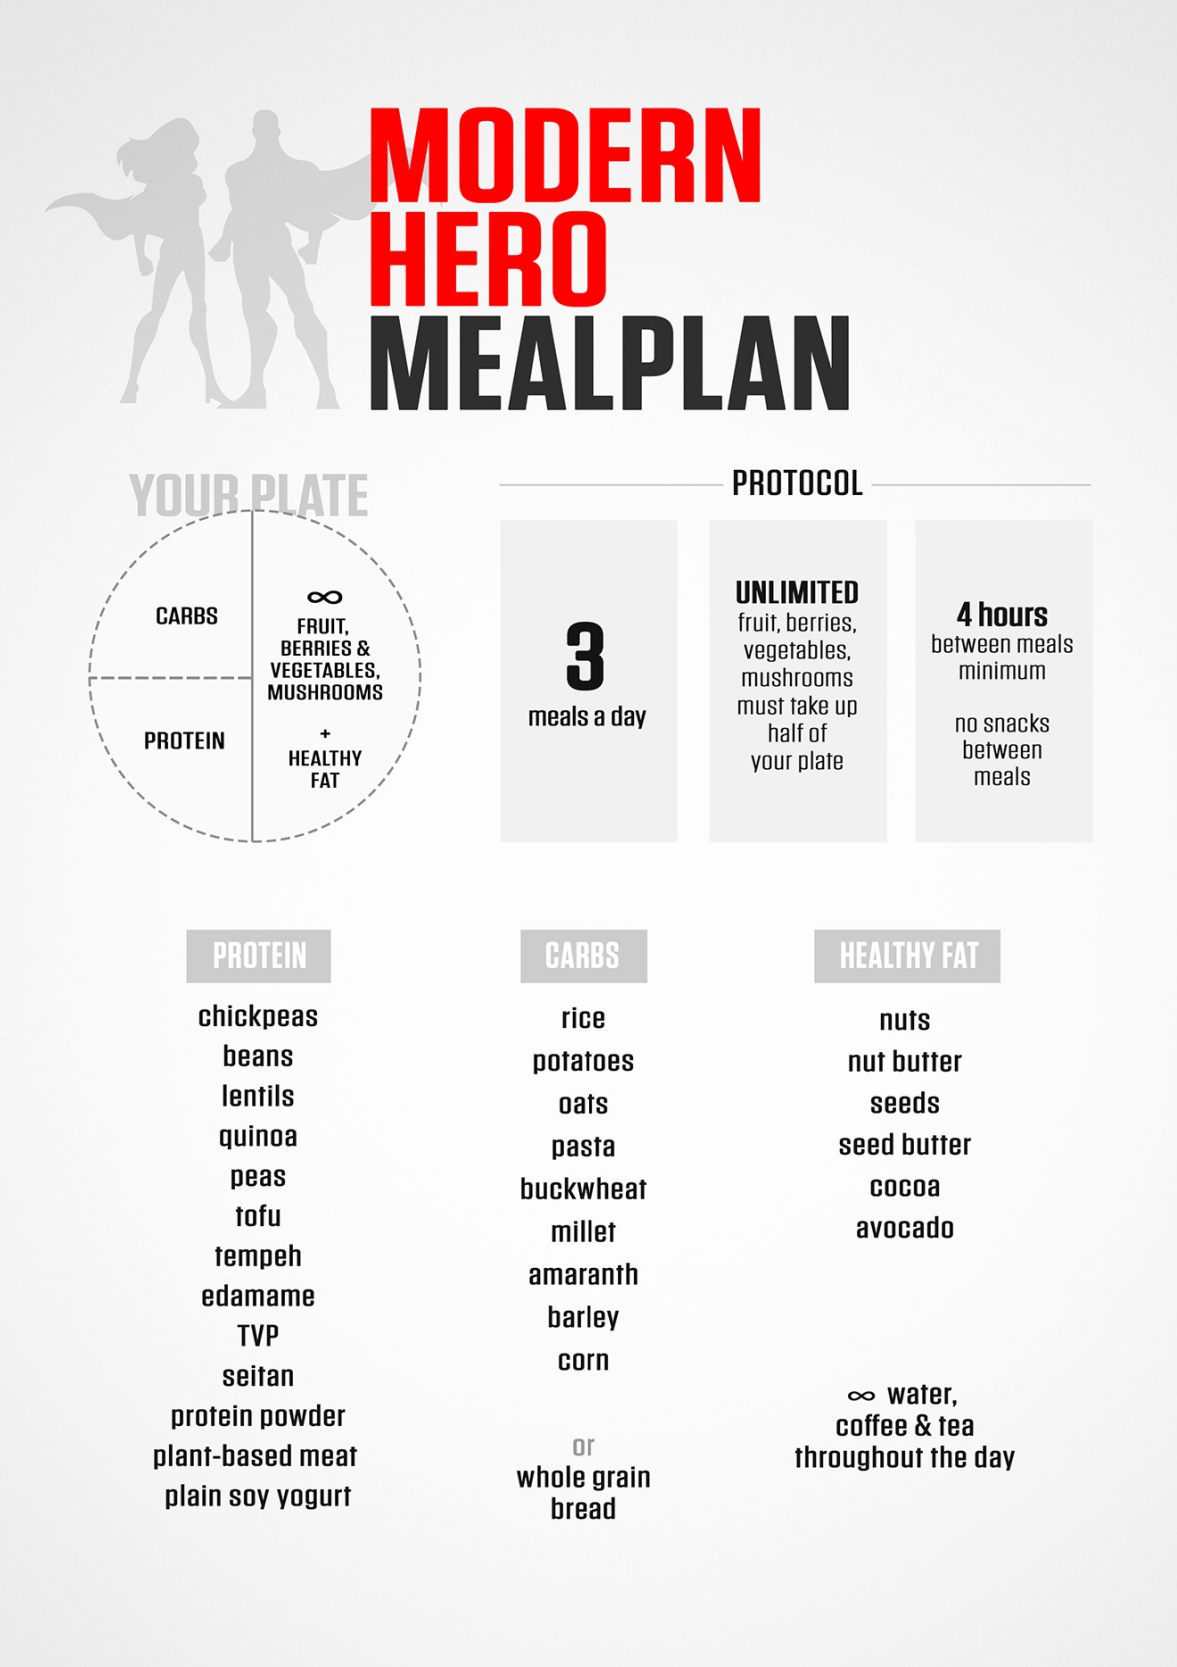 MODERN
HERO
MEALPLAN
YOUR PLATE
CARBS
PROTEIN
∞
FRUIT,
BERRIES &
VEGETABLES,
MUSHROOMS
+
HEALTHY
FAT
PROTOCOL
3
meals a day
UNLIMITED
fruit, berries,
vegetables,
mushrooms
must take up
half of
your plate
4 hours
between meals
minimum
no snacks
between
meals
PROTEIN
chickpeas
beans
lentils
quinoa
peas
tofu
tempeh
edamame
TVP
seitan
protein powder
plant-based meat
plain soy yogurt
CARBS
rice
potatoes
oats
pasta
buckwheat
millet
amaranth
barley
corn
or
whole grain
bread
HEALTHY FAT
nuts
nut butter
seeds
seed butter
cocoa
avocado
∞ water,
coffee & tea
throughout the day